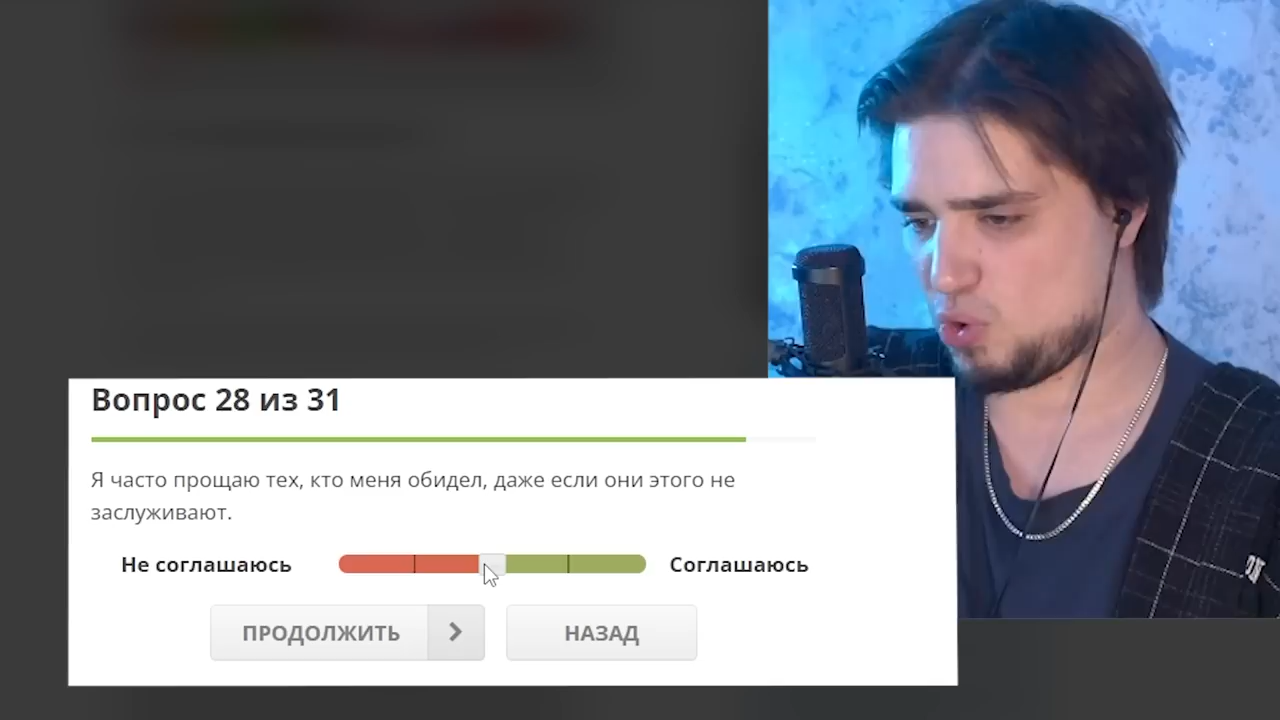 Вопрос 28 из 31
Я часто прощаю тех, кто меня обидел, даже если они этого не
заслуживают.
Не соглашаюсь Соглашаюсь
ПРОДОЛЖИТЬ НАЗАД